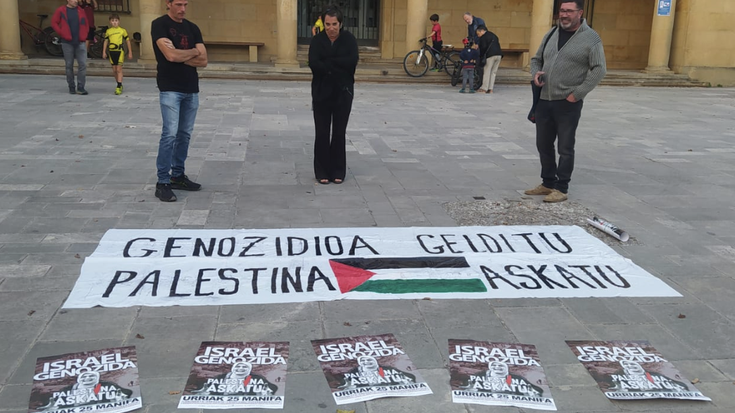 GENOZIDIOA GEIDITU
PALESTINA ASKATU
ISRAEL
GENOZIDA
PALESTINA
ASKATU
URRIAK 25 MANIFA
ISRAEL
GENOZIDA
PALESTINA
ASKATU
URRIAK 25 MANIFA
ISRAEL
GENOZIDA
PALESTINA
ASKATU
URRIAK 25 MANIFA
ISRAEL
GENOZIDA
PALESTINA
ASKATU
URRIAK 25 MANIFA
ISRAEL
GENOZIDA
PALESTINA
ASKATU
URRIAK 25 MANIFA